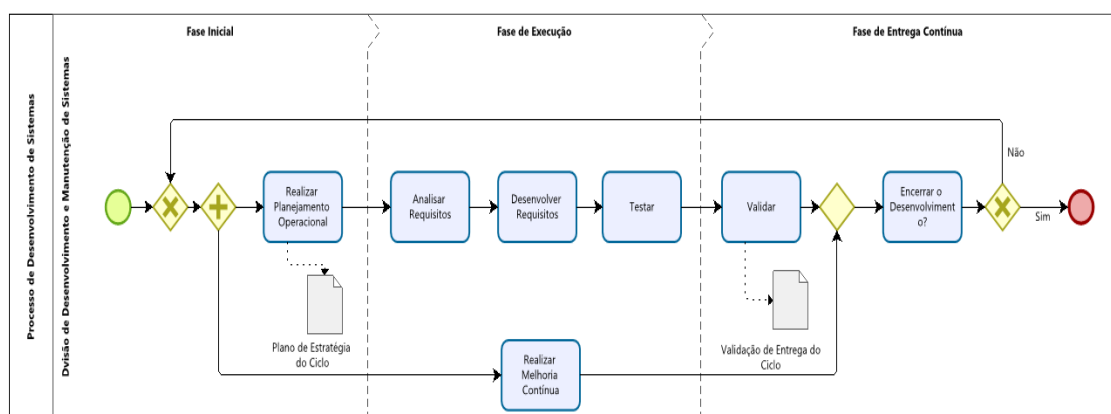 Processo de Desenvolvimento de Sistemas
Dvisão de Desenvolvimento e Manutenção de Sistemas
Fase Inicial
Fase de Execução
Fase de Entrega Contínua
Não
Realizar
Planejamento
Operacional
Analisar
Requisitos
Desenvolver
Requisitos
Testar
Validar
Encerrar o
Desenvolviment
o?
Sim
Plano de Estratégia
do Ciclo
Validação de Entrega do
Ciclo
Realizar
Melhoria
Contínua